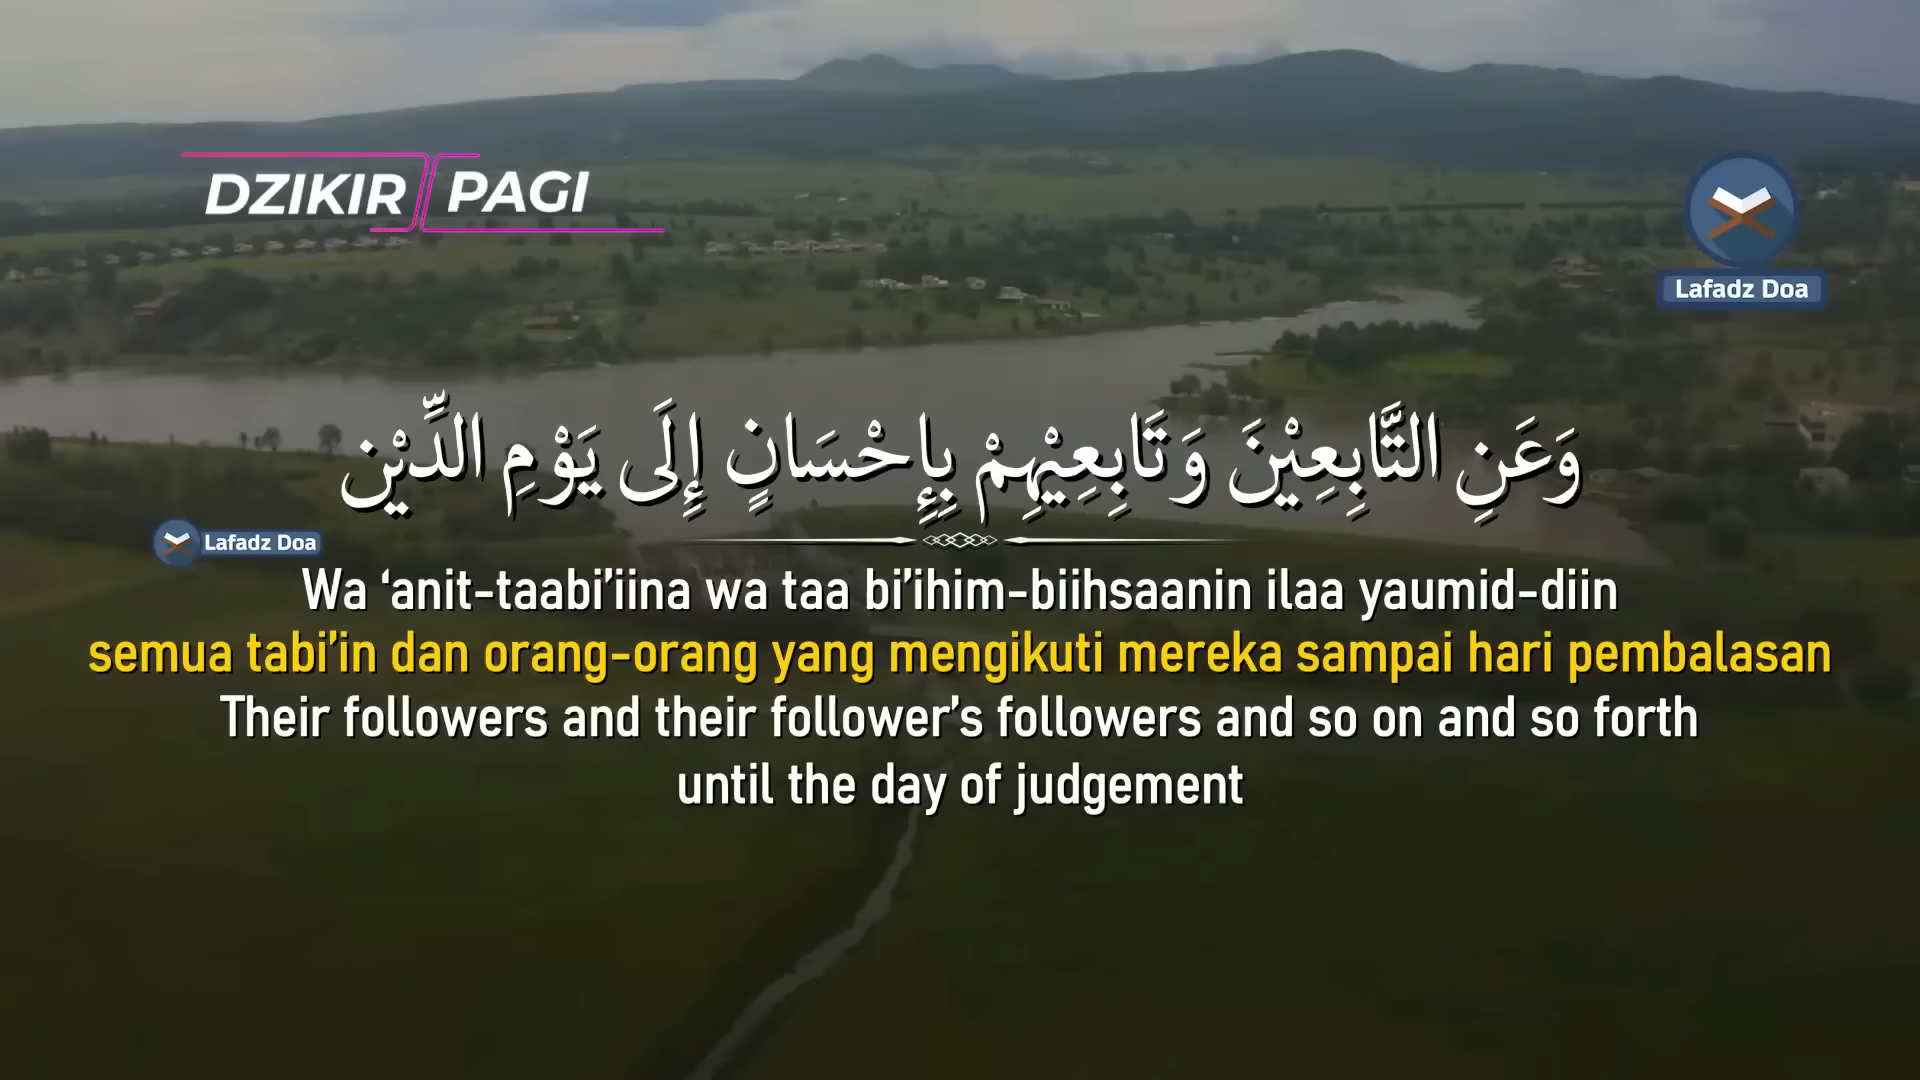 DZIKIR PAGI
Lafadz Doa
وَعَنِ التَّابِعِيْنَ وَتَابِعِيْهِمْ بِإِحْسَانٍ إِلَى يَوْمِ الدِّيْنِ
Lafadz Doa
Wa ‘anit-taabi’iina wa taa bi’ihim-biihsaanin ilaa yaumid-diin
semua tabi’in dan orang-orang yang mengikuti mereka sampai hari pembalasan
Their followers and their follower’s followers and so on and so forth
until the day of judgement